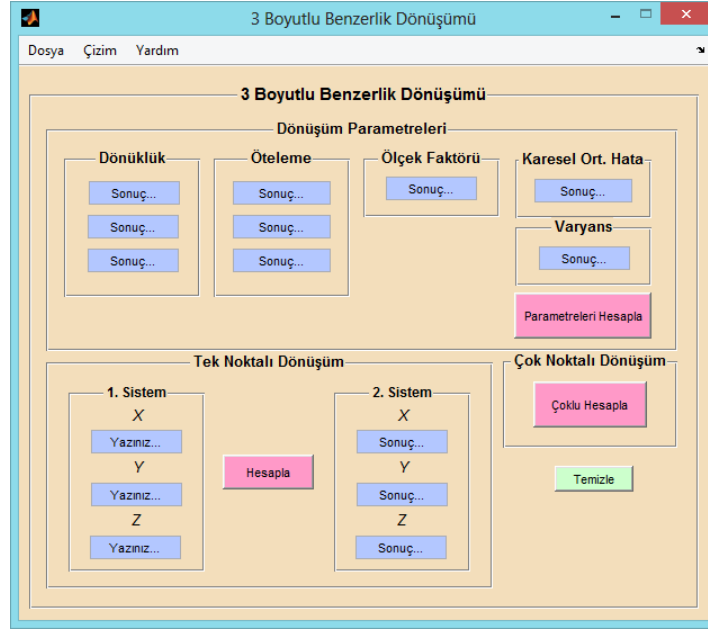 3 Boyutlu Benzerlik Dönüşümü
Dosya Çizim Yardım
3 Boyutlu Benzerlik Dönüşümü
Dönüşüm Parametreleri
Dönüklük Öteleme Ölçek Faktörü Karesel Ort. Hata
Sonuç... Sonuç... Sonuç... Sonuç...
Sonuç... Sonuç... Varyans
Sonuç... Sonuç... Sonuç...
Parametreleri Hesapla
Tek Noktalı Dönüşüm Çok Noktalı Dönüşüm
1. Sistem 2. Sistem
X X Çoklu Hesapla
Yazınız... Sonuç...
Y Hesapla Y Temizle
Yazınız... Sonuç...
Z Z
Yazınız... Sonuç...